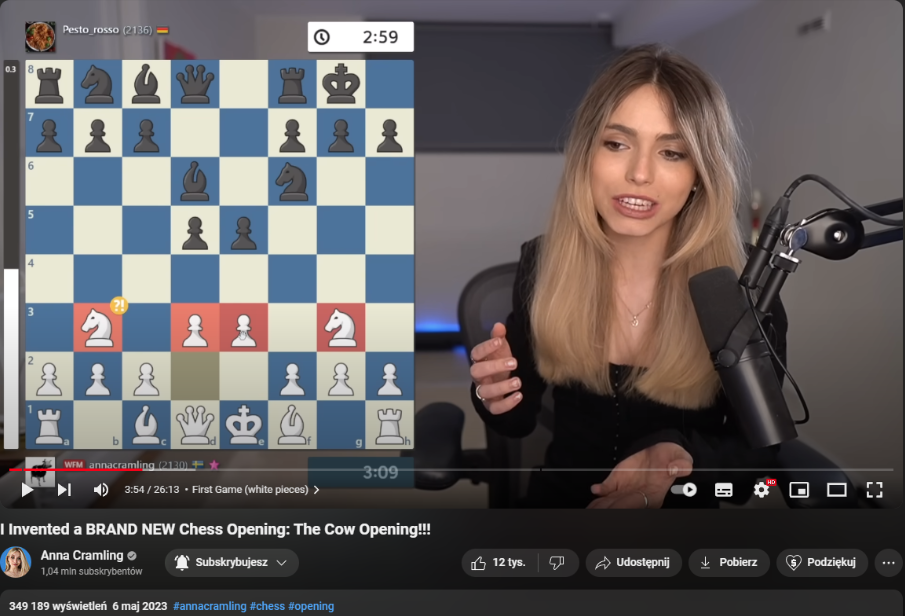 Pesto_rosso (2136)
2:59
0.3
8
7
6
5
4
3
?!
2
1
a b c d e f g h
WFM annacramling (2130)
3:09
3:54 / 26:13 • First Game (white pieces)
HD
I Invented a BRAND NEW Chess Opening: The Cow Opening!!!
Anna Cramling
1,04 mln subskrybentów
Subskrybujesz
12 tys.
Udostępnij
Pobierz
Podziękuj
349 189 wyświetleń 6 maj 2023 #annacramling #chess #opening